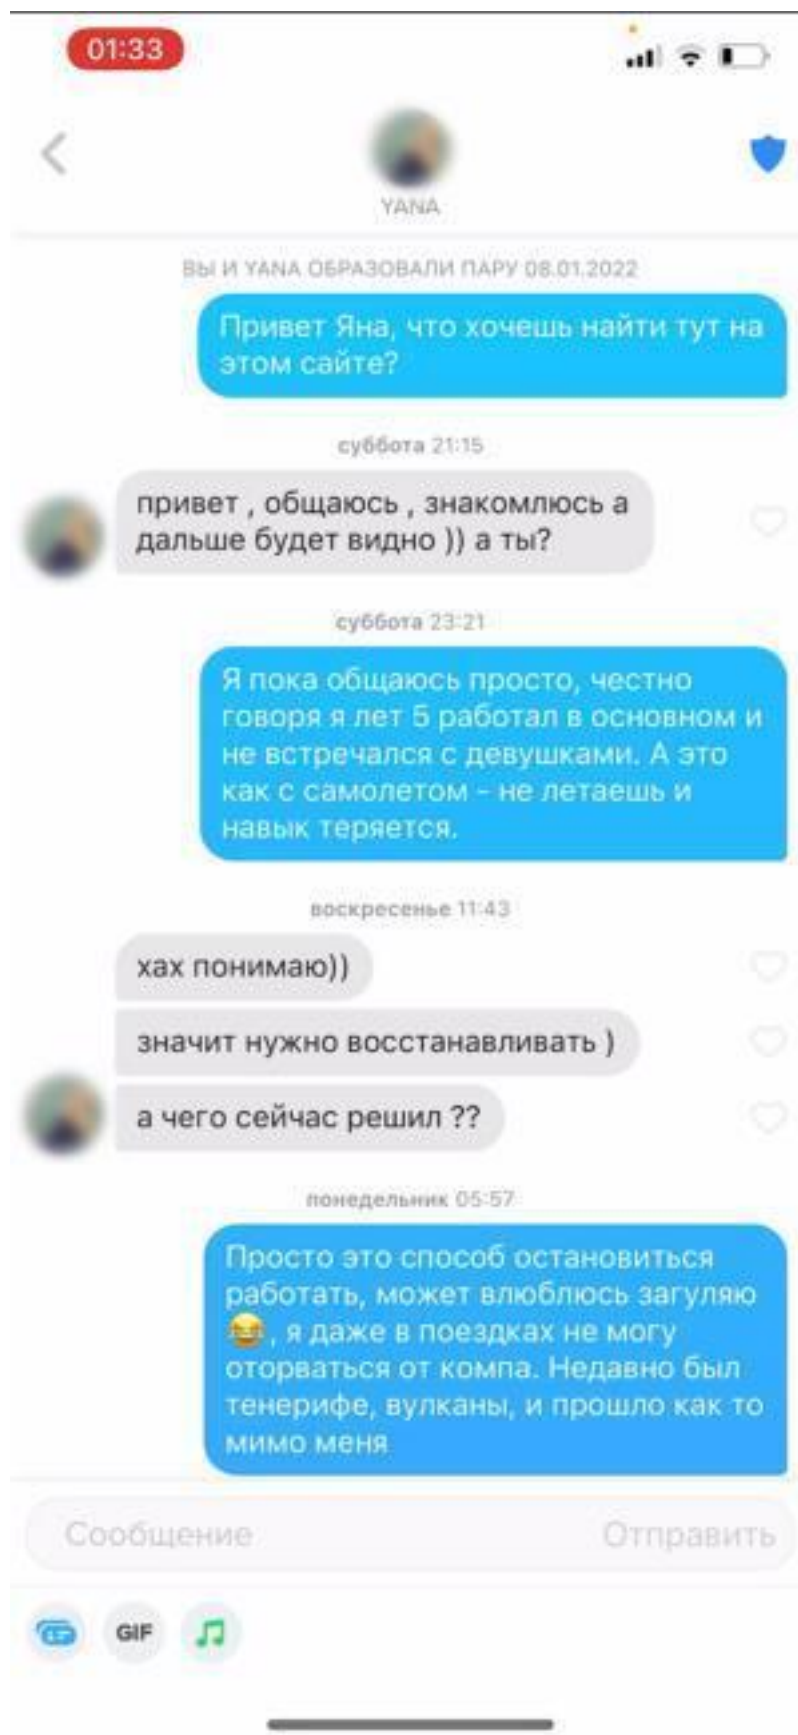 01:33
YANA
ВЫ И YANA ОБРАЗОВАЛИ ПАРУ 08.01.2022
Привет Яна, что хочешь найти тут на
этом сайте?
суббота 21:15
привет , общаюсь , знакомлюсь а
дальше будет видно )) а ты?
суббота 23:21
Я пока общаюсь просто, честно
говоря я лет 5 работал в основном и
не встречался с девушками. А это
как с самолетом - не летаешь и
навык теряется.
воскресенье 11:43
хах понимаю))
значит нужно восстанавливать )
а чего сейчас решил ??
понедельник 05:57
Просто это способ остановиться
работать, может влюблюсь загуляю
😂, я даже в поездках не могу
оторваться от компа. Недавно был
тенерифе, вулканы, и прошло как то
мимо меня
Сообщение Отправить
GIF